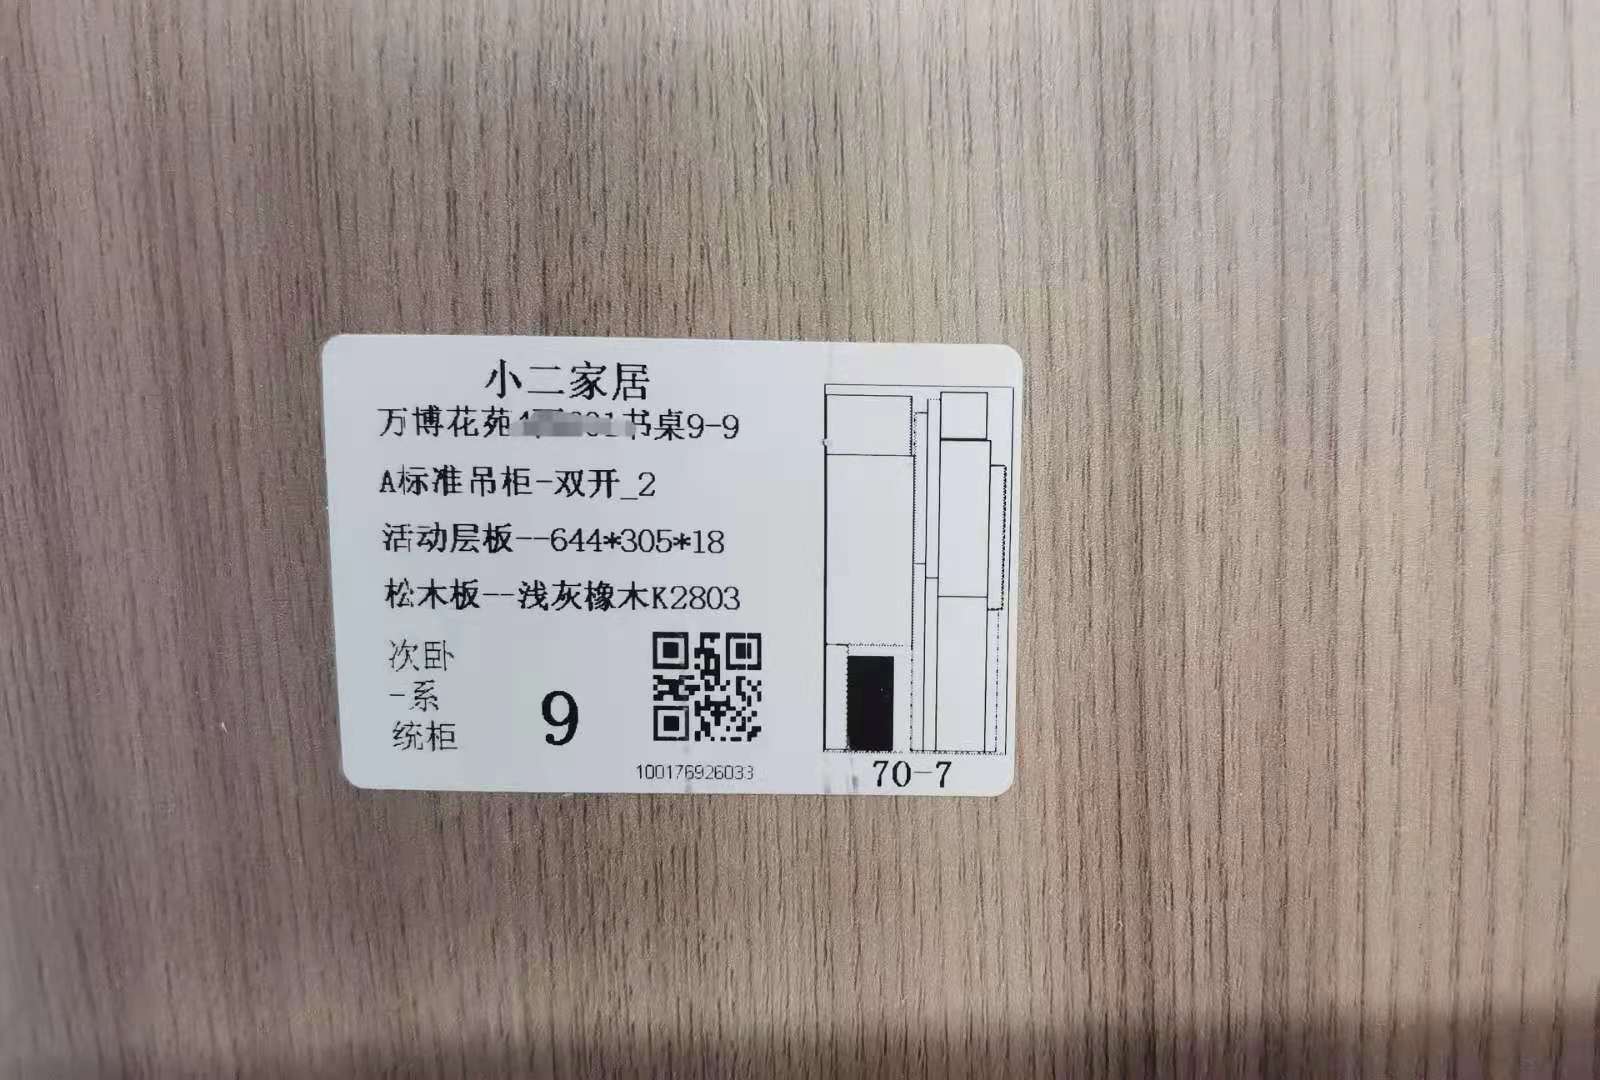 小二家居
万博花苑 书桌9-9
A标准吊柜-双开_2
活动层板--644*305*18
松木板--浅灰橡木K2803
次卧
-系
统柜
9
100176926033
70-7